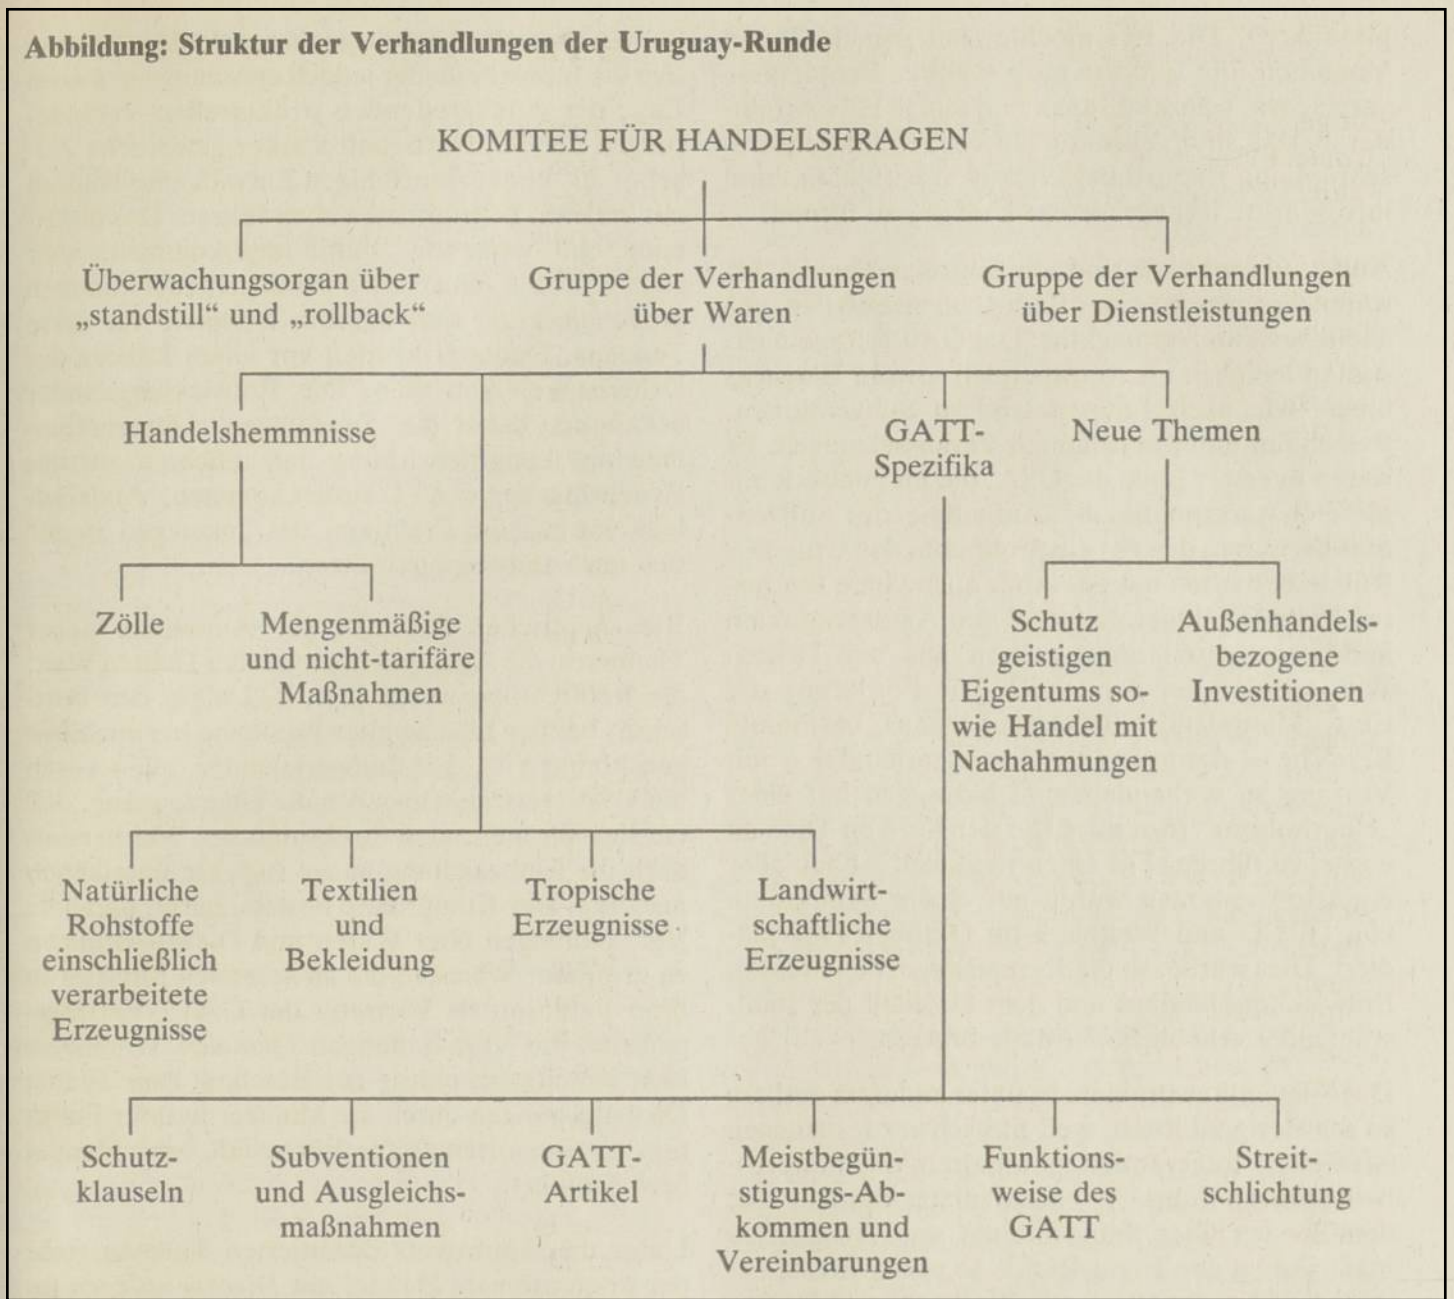 Abbildung: Struktur der Verhandlungen der Uruguay-Runde
KOMITEE FÜR HANDELSFRAGEN
Überwachungsorgan über
„standstill“ und „rollback“
Gruppe der Verhandlungen
über Waren
Gruppe der Verhandlungen
über Dienstleistungen
Handelshemmnisse
GATT-
Spezifika
Neue Themen
Zölle
Mengenmäßige
und nicht-tarifäre
Maßnahmen
Schutz
geistigen
Eigentums so-
wie Handel mit
Nachahmungen
Außenhandels-
bezogene
Investitionen
Natürliche
Rohstoffe
einschließlich
verarbeitete
Erzeugnisse
Textilien
und
Bekleidung
Tropische
Erzeugnisse
Landwirt-
schaftliche
Erzeugnisse
Schutz-
klauseln
Subventionen
und Ausgleichs-
maßnahmen
GATT-
Artikel
Meistbegün-
stigungs-Ab-
kommen und
Vereinbarungen
Funktions-
weise des
GATT
Streit-
schlichtung